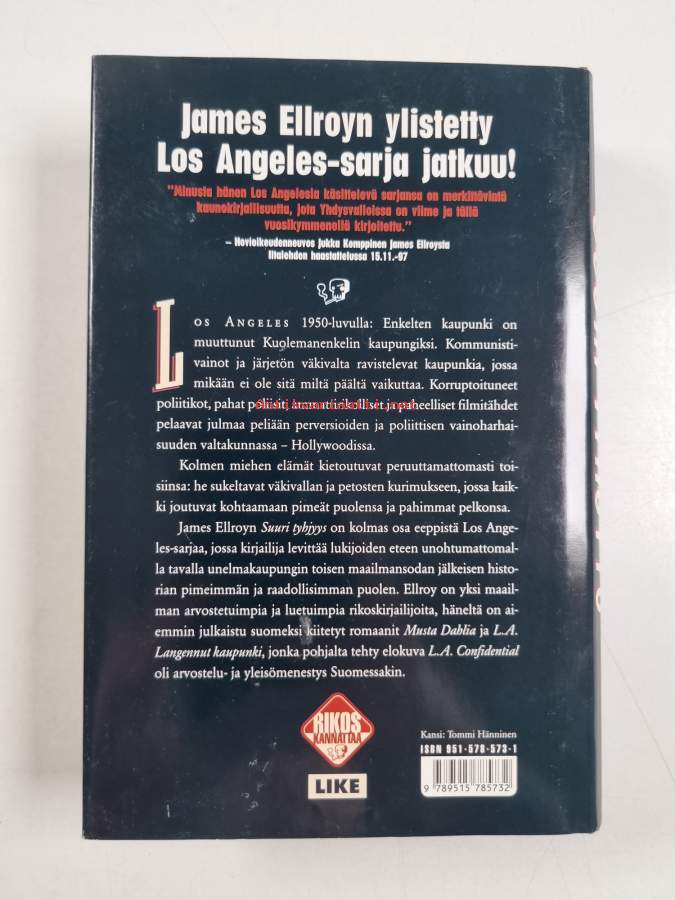 James Ellroyn ylistetty
Los Angeles-sarja jatkuu!
"Minusta hänen Los Angelesia käsittelevä sarjansa on merkittävintä
kaunokirjallisuutta, jota Yhdysvalloissa on viime ja tällä
vuosikymmenellä kirjoitettu."
– Hovioikeudenneuvos Jukka Kemppinen James Ellroysta
Iltalehden haastattelussa 15.11.-97
LOS ANGELES 1950-luvulla: Enkelten kaupunki on
muuttunut Kuolemanenkelin kaupungiksi. Kommunisti-
vainot ja järjetön väkivalta ravistelevat kaupunkia, jossa
mikään ei ole sitä miltä päältä vaikuttaa. Korruptoituneet
poliitikot, pahat poliisit, ammattirikolliset ja paheelliset filmitähdet
pelaavat julmaa peliään perversioiden ja poliittisen vainoharhai-
suuden valtakunnassa – Hollywoodissa.
Kolmen miehen elämät kietoutuvat peruuttamattomasti toi-
siinsa: he sukeltavat väkivallan ja petosten kurimukseen, jossa kaik-
ki joutuvat kohtaamaan pimeät puolensa ja pahimmat pelkonsa.
James Ellroyn Suuri tyhjyys on kolmas osa eeppistä Los Ange-
les-sarjaa, jossa kirjailija levittää lukijoiden eteen unohtumattomal-
la tavalla unelmakaupungin toisen maailmansodan jälkeisen histo-
rian pimeimmän ja raadollisimman puolen. Ellroy on yksi maail-
man arvostetuimpia ja luetuimpia rikoskirjailijoita, häneltä on ai-
emmin julkaistu suomeksi kiitetyt romaanit Musta Dahlia ja L.A.
Langennut kaupunki, jonka pohjalta tehty elokuva L.A. Confidential
oli arvostelu- ja yleisömenestys Suomessakin.
RIKOS
KANNATTAA
LIKE
Kansi: Tommi Hänninen
ISBN 951-578-573-1
9 789515 785732